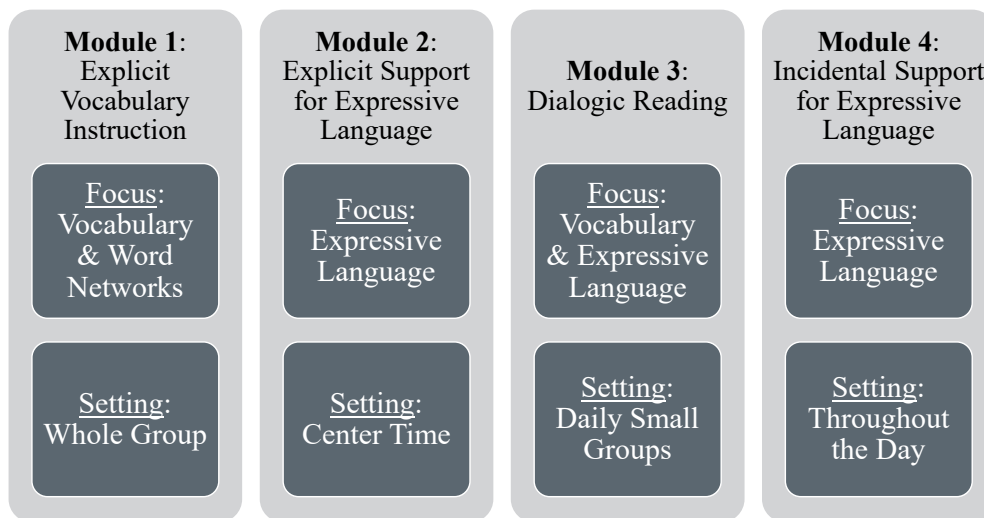 Module 1:
Explicit
Vocabulary
Instruction
Focus:
Vocabulary
& Word
Networks
Setting:
Whole Group
Module 2:
Explicit Support
for Expressive
Language
Focus:
Expressive
Language
Setting:
Center Time
Module 3:
Dialogic Reading
Focus:
Vocabulary
& Expressive
Language
Setting:
Daily Small
Groups
Module 4:
Incidental Support
for Expressive
Language
Focus:
Expressive
Language
Setting:
Throughout
the Day